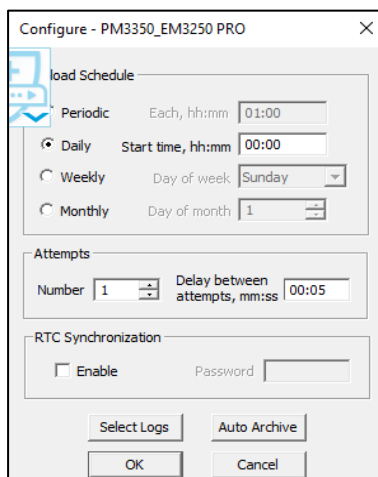 Configure - PM3350_EM3250 PRO
load Schedule
Periodic Each, hh:mm 01:00
Daily Start time, hh:mm 00:00
Weekly Day of week Sunday
Monthly Day of month 1
Attempts
Number 1 Delay between attempts, mm:ss 00:05
RTC Synchronization
Enable Password
Select Logs Auto Archive
OK Cancel